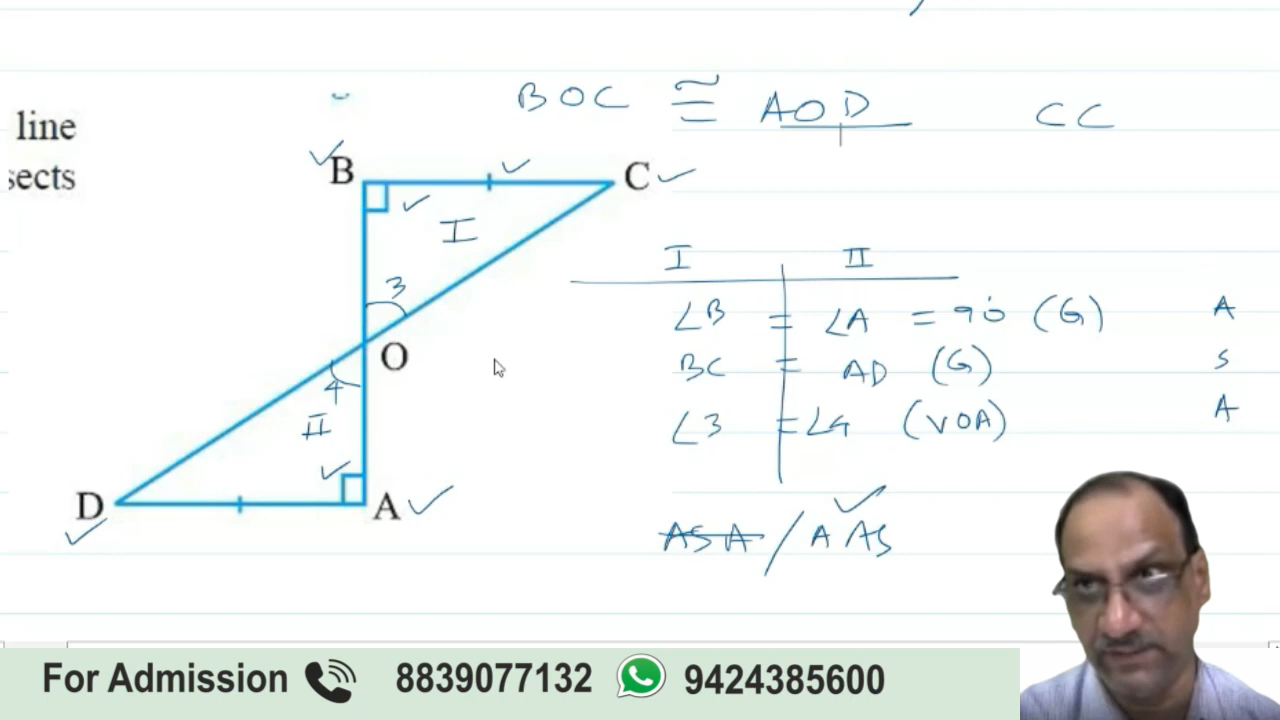 BOC ≅ AOD CC
line
sects
B
C
I
3
O
4
II
D
A
I II
∠B = ∠A = 90 (G) A
BC = AD (G) S
∠3 = ∠4 (VOA) A
ASA / AAS
For Admission 8839077132 9424385600